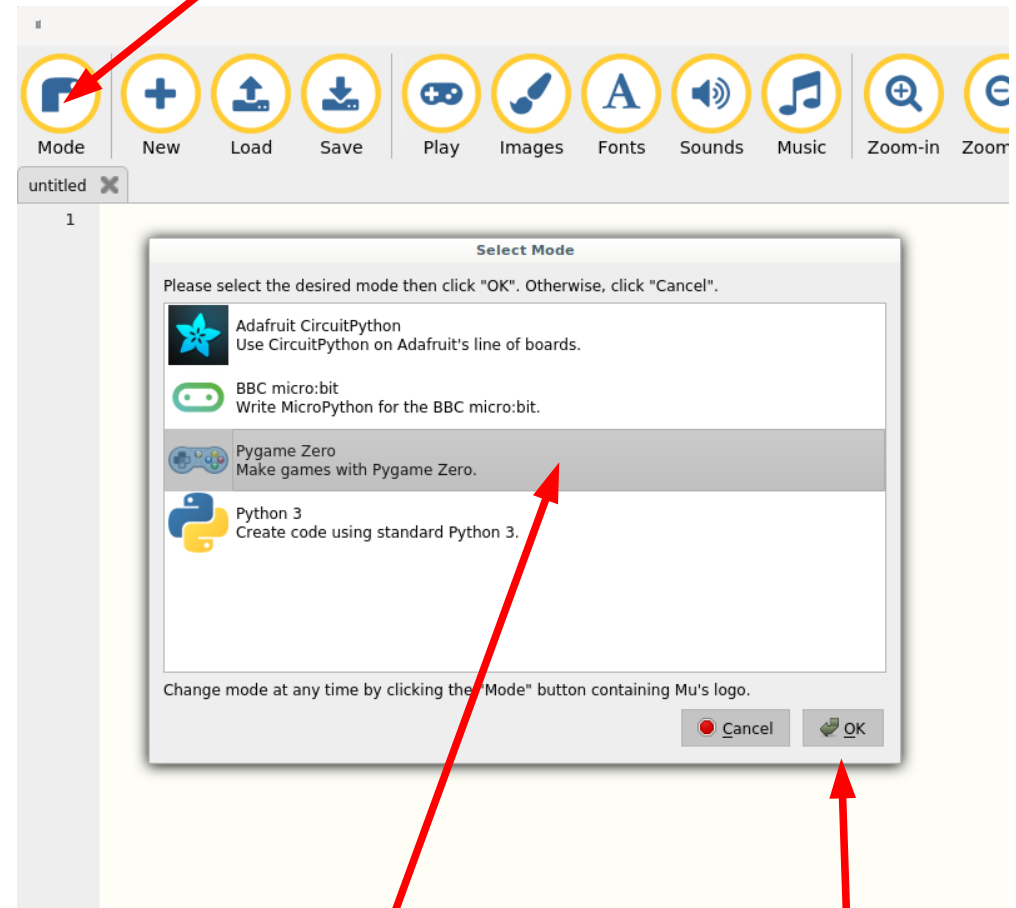 Mode New Load Save Play Images Fonts Sounds Music Zoom-in Zoom
untitled
1
Select Mode
Please select the desired mode then click "OK". Otherwise, click "Cancel".
Adafruit CircuitPython
Use CircuitPython on Adafruit's line of boards.
BBC micro:bit
Write MicroPython for the BBC micro:bit.
Pygame Zero
Make games with Pygame Zero.
Python 3
Create code using standard Python 3.
Change mode at any time by clicking the "Mode" button containing Mu's logo.
Cancel OK